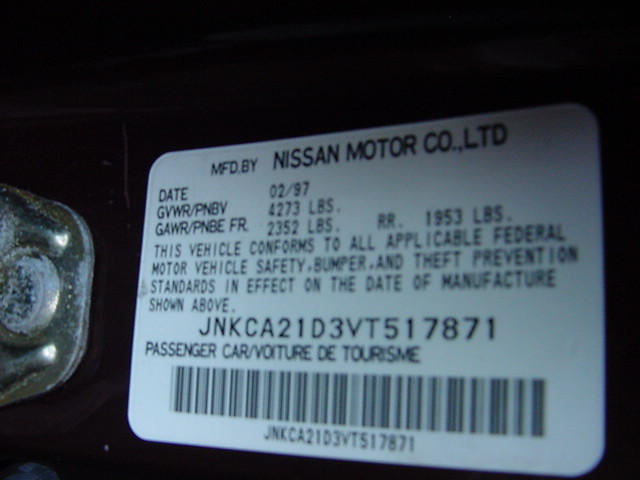 MFD.BY NISSAN MOTOR CO.,LTD
DATE 02/97
GVWR/PNBV 4273 LBS.
GAWR/PNBE FR. 2352 LBS. RR. 1953 LBS.
THIS VEHICLE CONFORMS TO ALL APPLICABLE FEDERAL
MOTOR VEHICLE SAFETY,BUMPER,AND THEFT PREVENTION
STANDARDS IN EFFECT ON THE DATE OF MANUFACTURE
SHOWN ABOVE.
JNKCA21D3VT517871
PASSENGER CAR/VOITURE DE TOURISME
JNKCA21D3VT517871